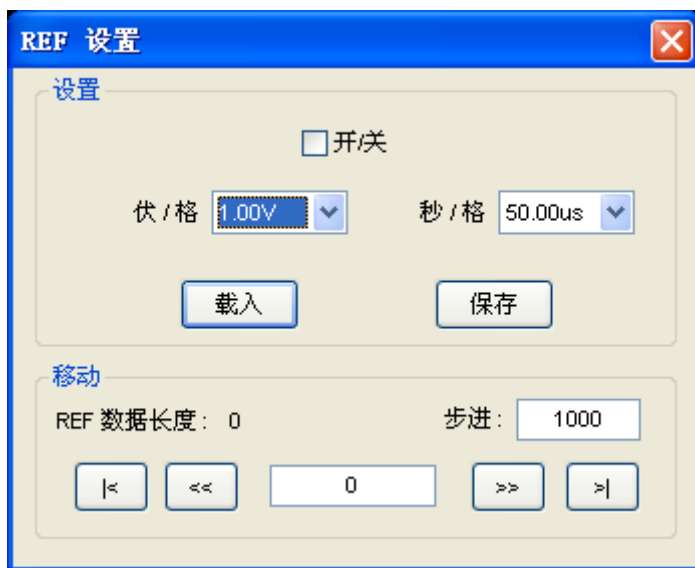 REF 设置
设置
开/关
伏 / 格 1.00V 秒 / 格 50.00us
载入 保存
移动
REF 数据长度： 0 步进： 1000
|< << 0 >> >|